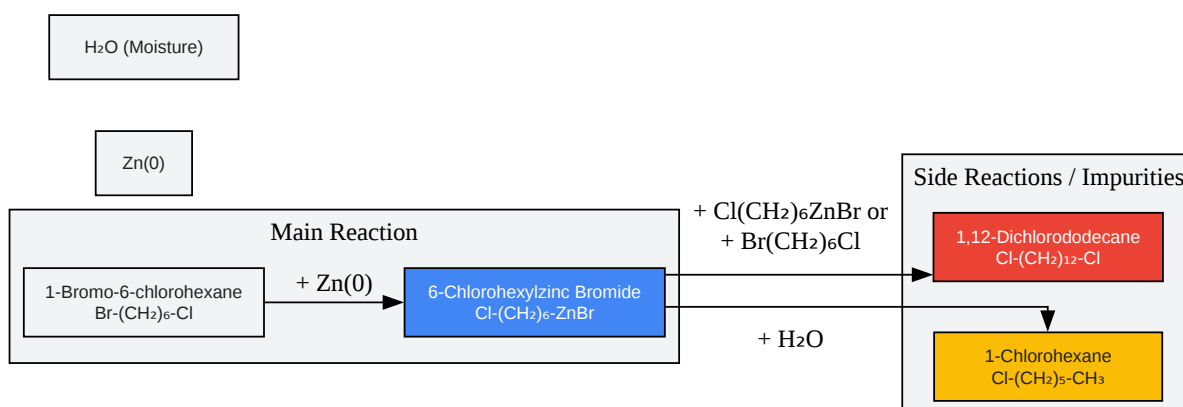 H₂O (Moisture)
Zn(0)
Side Reactions / Impurities
+ Cl(CH₂)₆ZnBr or
+ Br(CH₂)₆Cl
Main Reaction
1,12-Dichlorododecane
Cl-(CH₂)₁₂-Cl
1-Bromo-6-chlorohexane
Br-(CH₂)₆-Cl
+ Zn(0)
6-Chlorohexylzinc Bromide
Cl-(CH₂)₆-ZnBr
+ H₂O
1-Chlorohexane
Cl-(CH₂)₅-CH₃